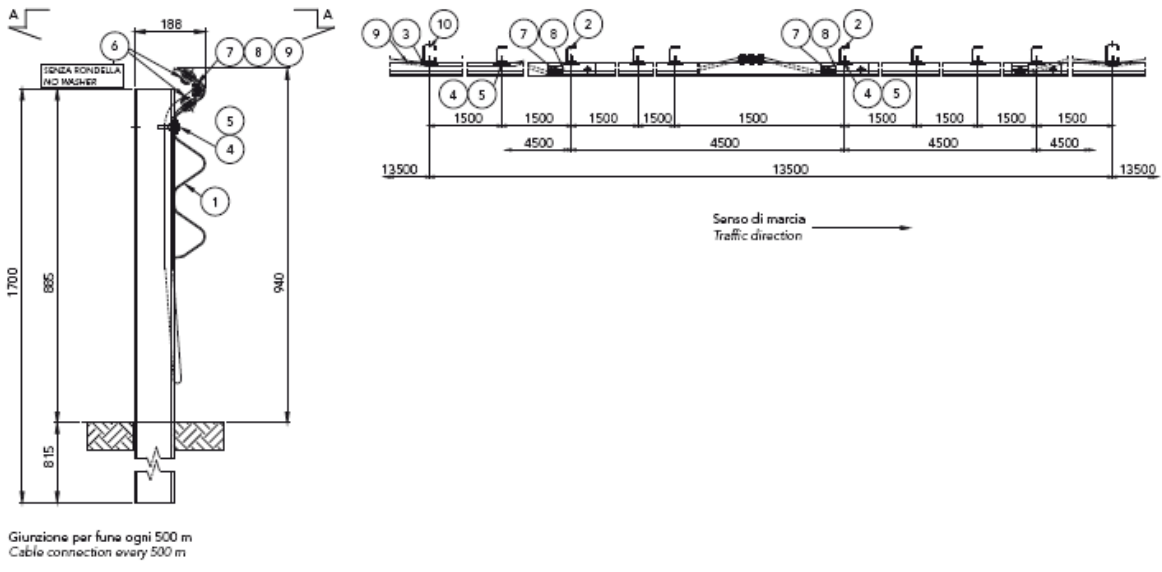 A
A
188
6
7 8 9
SENZA RONDELLA
NO WASHER
5
4
1
1700
885
940
815
Giunzione per fune ogni 500 m
Cable connection every 500 m
9 3 10
7 8 2
7 8 2
4 5
4 5
1500 1500 1500 1500 1500 1500 1500 1500 1500
4500 4500 4500 4500
13500 13500 13500
Senso di marcia
Traffic direction